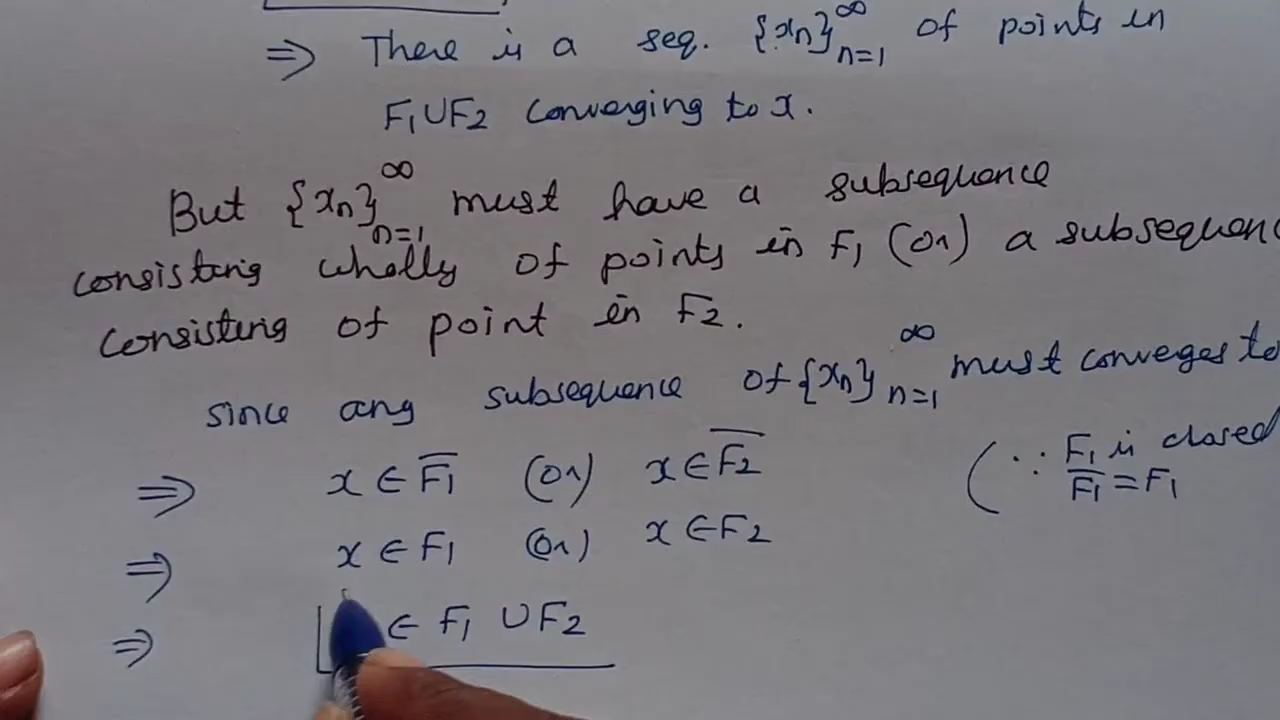 ⇒ There is a seq. {xn}∞n=1 of points in
F1∪F2 converging to x.
But {xn}∞n=1 must have a subsequence
consisting wholly of points in F1 (or) a subsequenc
consisting of point in F2.
since any subsequence of {xn}∞n=1 must converges to
⇒ x ∈ F̅1 (or) x ∈ F̅2 (∵ F1 is closed
F̅1 = F1
⇒ x ∈ F1 (or) x ∈ F2
⇒ ∈ F1 ∪ F2